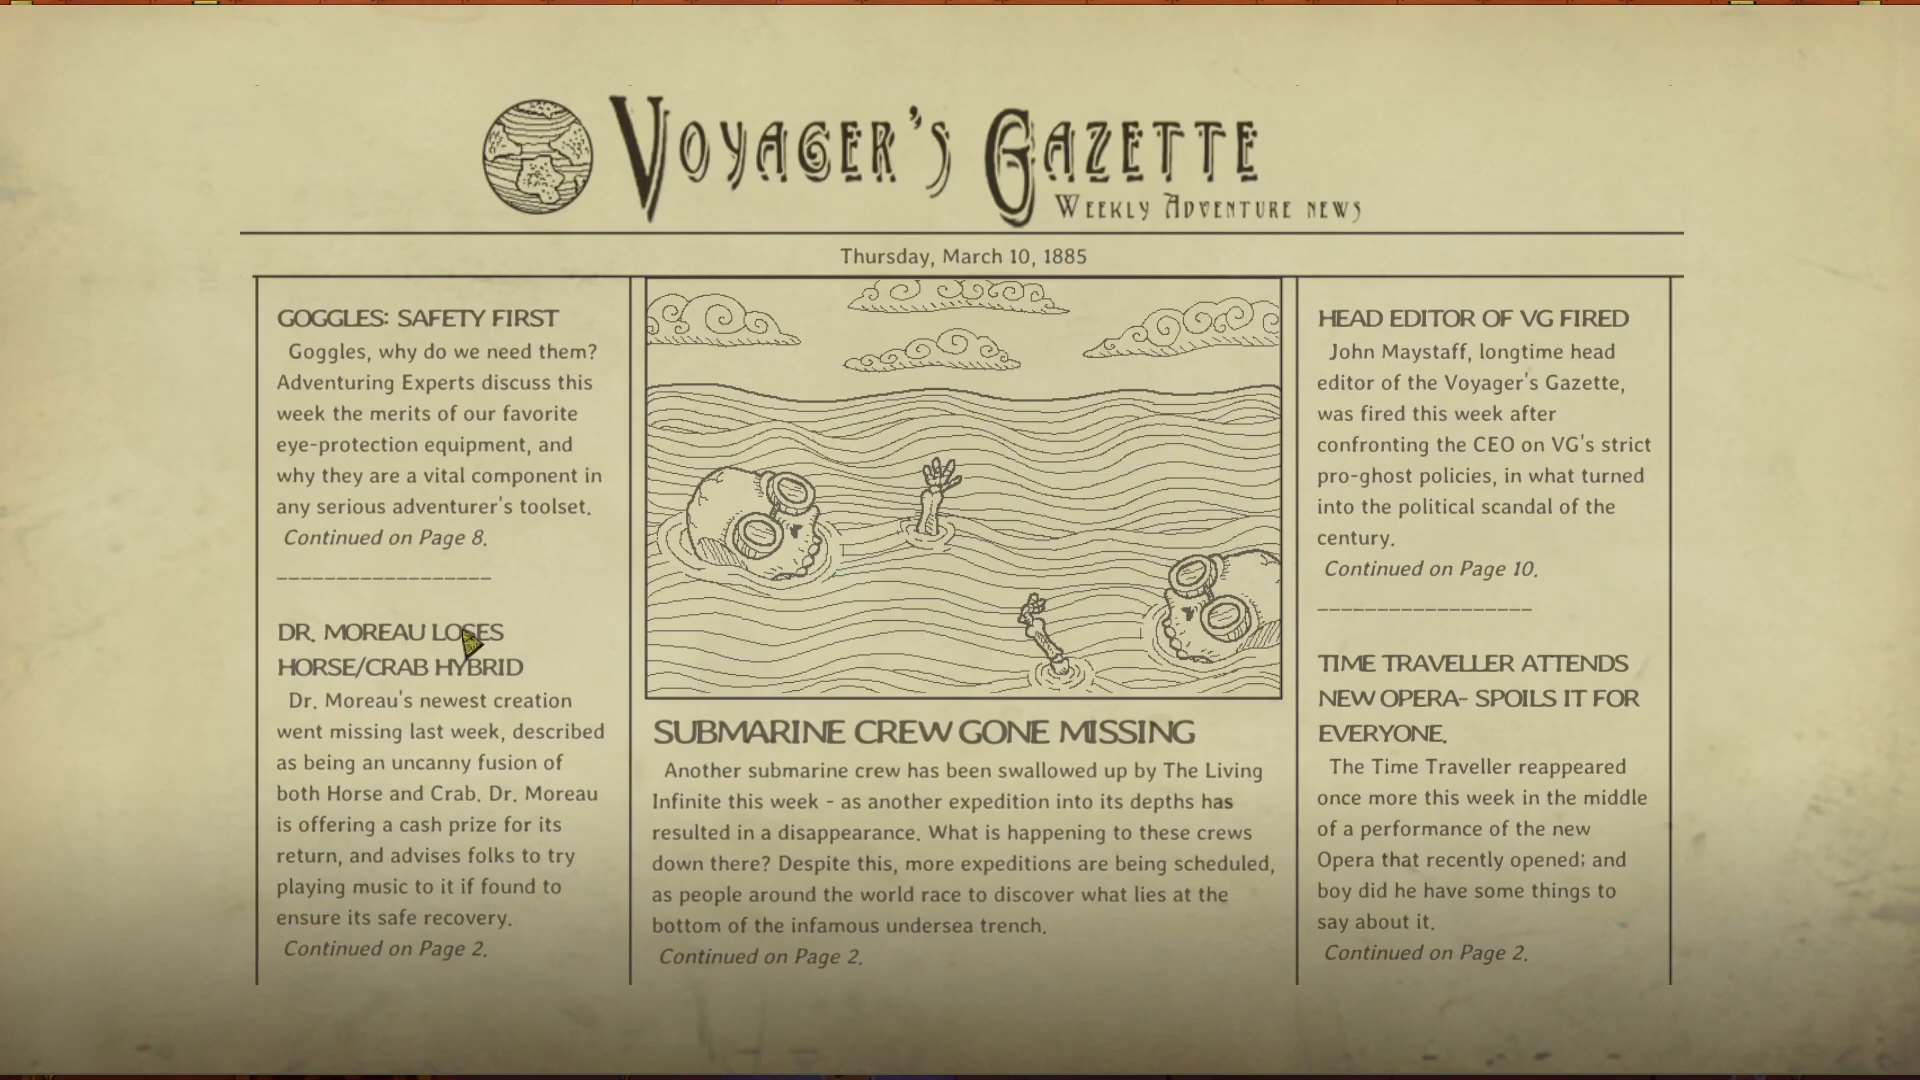 VOYAGER'S GAZETTE
WEEKLY ADVENTURE NEWS
Thursday, March 10, 1885
GOGGLES: SAFETY FIRST
Goggles, why do we need them?
Adventuring Experts discuss this
week the merits of our favorite
eye-protection equipment, and
why they are a vital component in
any serious adventurer's toolset.
Continued on Page 8.
__________________
DR. MOREAU LOSES
HORSE/CRAB HYBRID
Dr. Moreau's newest creation
went missing last week, described
as being an uncanny fusion of
both Horse and Crab. Dr. Moreau
is offering a cash prize for its
return, and advises folks to try
playing music to it if found to
ensure its safe recovery.
Continued on Page 2.
SUBMARINE CREW GONE MISSING
Another submarine crew has been swallowed up by The Living
Infinite this week - as another expedition into its depths has
resulted in a disappearance. What is happening to these crews
down there? Despite this, more expeditions are being scheduled,
as people around the world race to discover what lies at the
bottom of the infamous undersea trench.
Continued on Page 2.
HEAD EDITOR OF VG FIRED
John Maystaff, longtime head
editor of the Voyager's Gazette,
was fired this week after
confronting the CEO on VG's strict
pro-ghost policies, in what turned
into the political scandal of the
century.
Continued on Page 10.
__________________
TIME TRAVELLER ATTENDS
NEW OPERA- SPOILS IT FOR
EVERYONE.
The Time Traveller reappeared
once more this week in the middle
of a performance of the new
Opera that recently opened; and
boy did he have some things to
say about it.
Continued on Page 2.